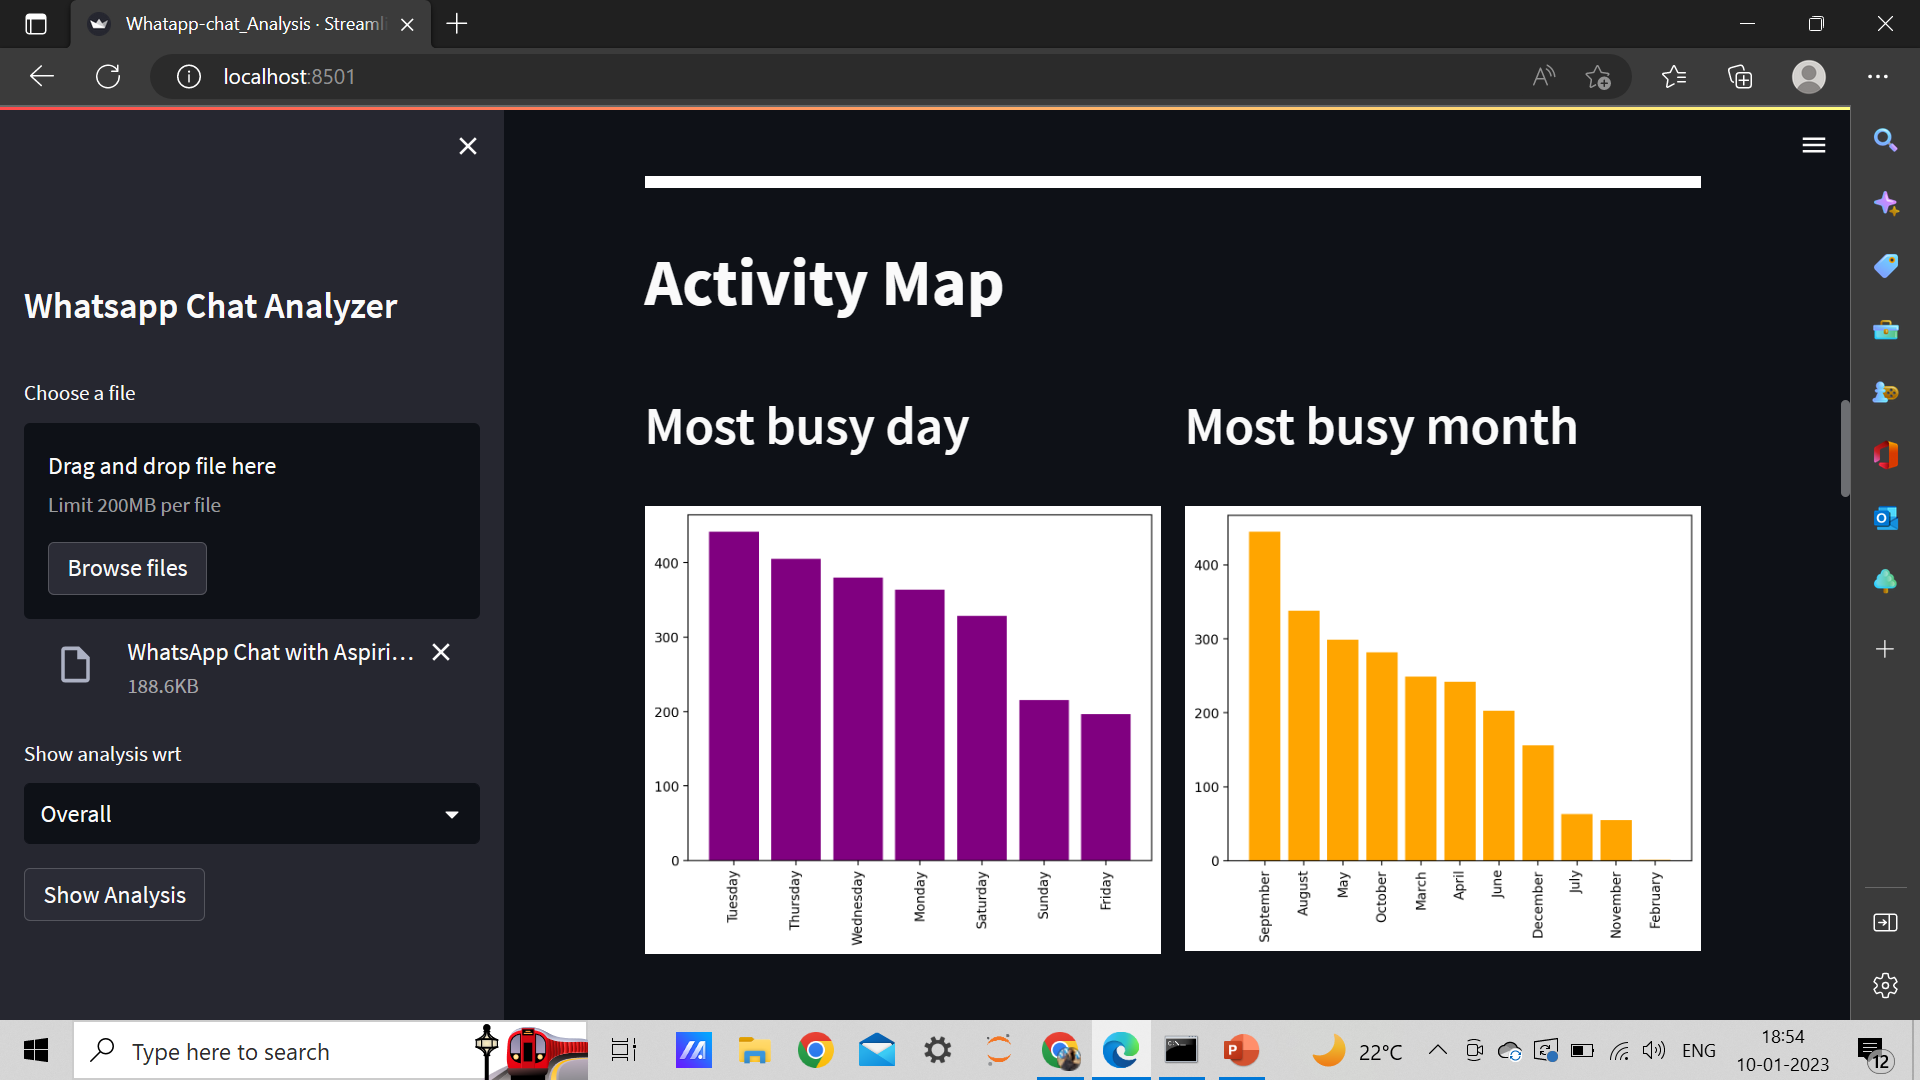 Whatapp-chat_Analysis · Streamli
localhost:8501
Whatsapp Chat Analyzer
Choose a file
Drag and drop file here
Limit 200MB per file
Browse files
WhatsApp Chat with Aspiri...
188.6KB
Show analysis wrt
Overall
Show Analysis
Activity Map
Most busy day
400
300
200
100
0
Tuesday
Thursday
Wednesday
Monday
Saturday
Sunday
Friday
Most busy month
400
300
200
100
0
September
August
May
October
March
April
June
December
July
November
February
Type here to search
22°C
ENG
18:54
10-01-2023
12